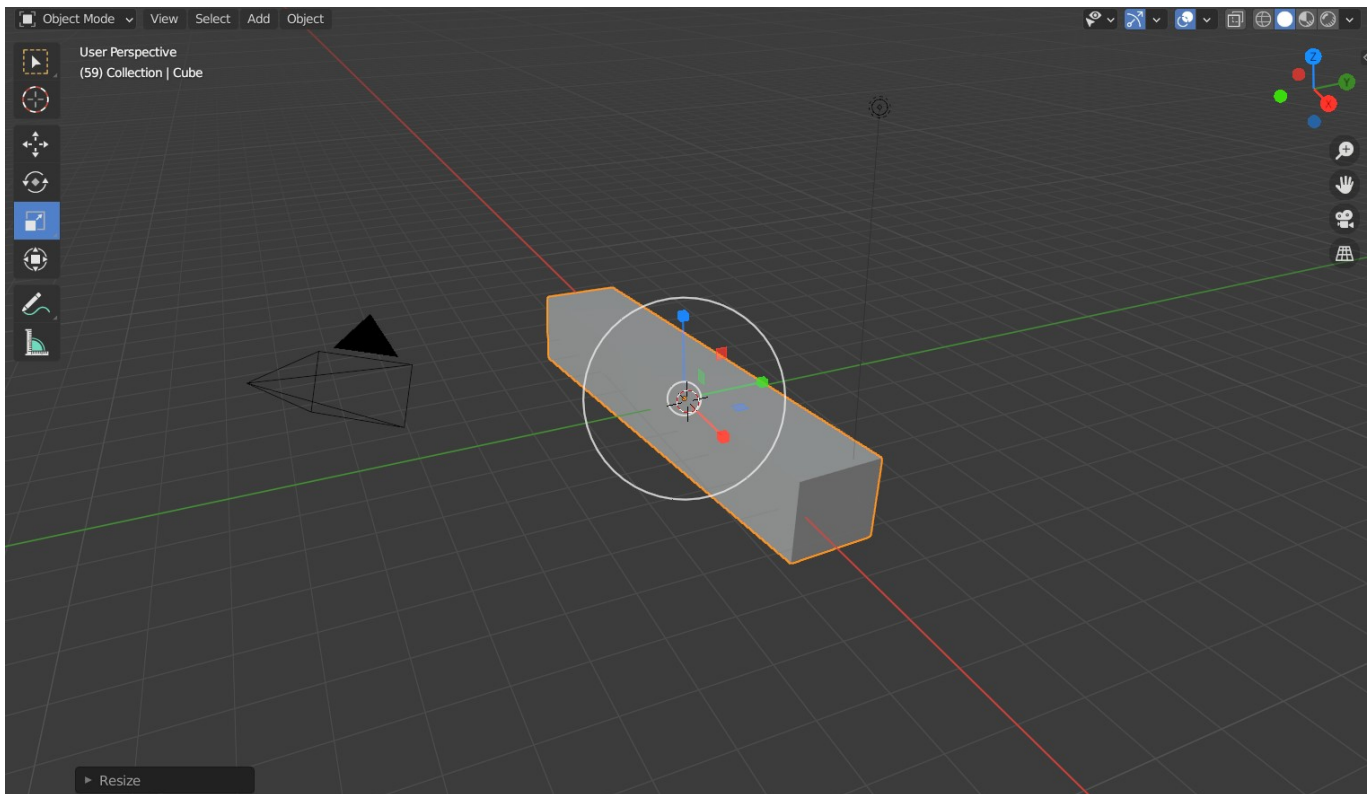 Object Mode View Select Add Object
User Perspective
(59) Collection | Cube
Z
Y
X
Resize